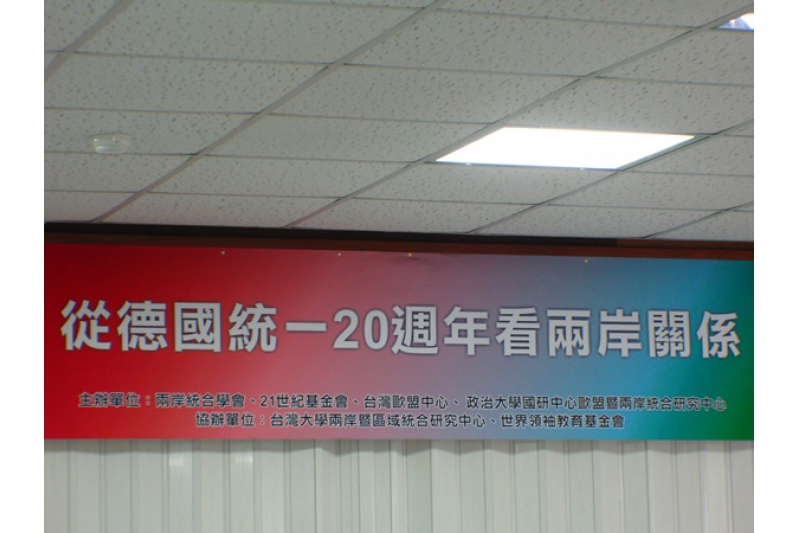 從德國統一20週年看兩岸關係
主辦單位：兩岸統合學會、21世紀基金會、台灣歐盟中心、政治大學國研中心歐盟暨兩岸統合研究中心
協辦單位：台灣大學兩岸暨區域統合研究中心、世界領袖教育基金會